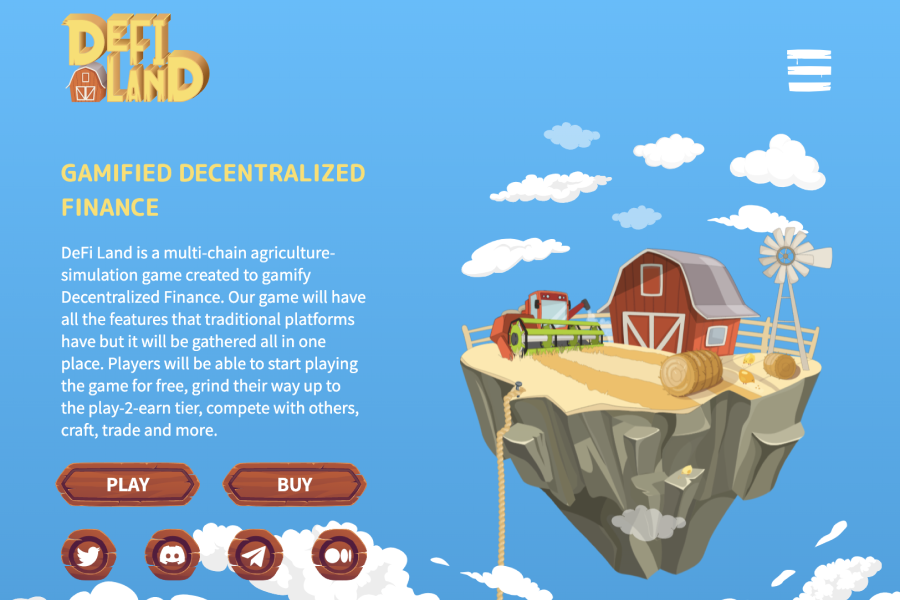 DEFI
LAND
GAMIFIED DECENTRALIZED
FINANCE
DeFi Land is a multi-chain agriculture-
simulation game created to gamify
Decentralized Finance. Our game will have
all the features that traditional platforms
have but it will be gathered all in one
place. Players will be able to start playing
the game for free, grind their way up to
the play-2-earn tier, compete with others,
craft, trade and more.
PLAY
BUY